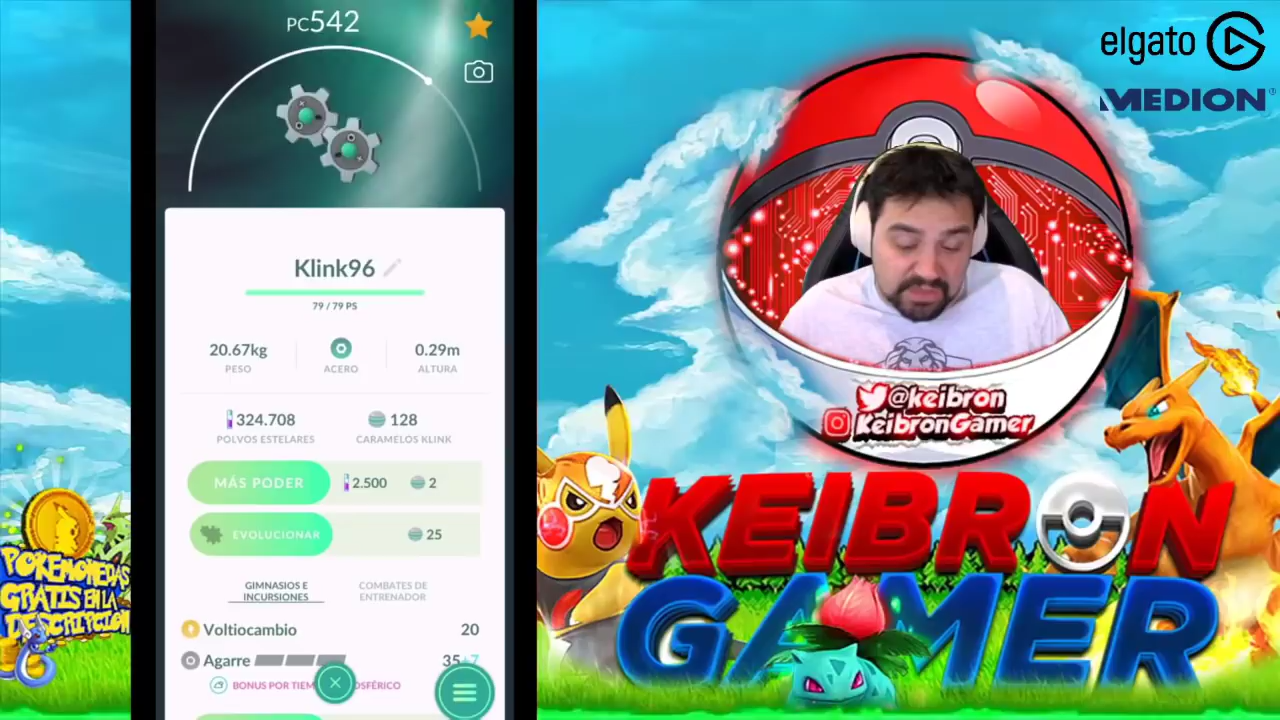 PC542
Klink96
79 / 79 PS
20.67kg
PESO
ACERO
0.29m
ALTURA
324.708
POLVOS ESTELARES
128
CARAMELOS KLINK
MÁS PODER
2.500
2
EVOLUCIONAR
25
GIMNASIOS E
INCURSIONES
COMBATES DE
ENTRENADOR
Voltiocambio
20
Agarre
35+7
BONUS POR
POKEMONEDAS
GRATIS EN LA
DESCRIPCION
elgato
MEDION®
@keibron
KeibronGamer
KEIBRON
GAMER